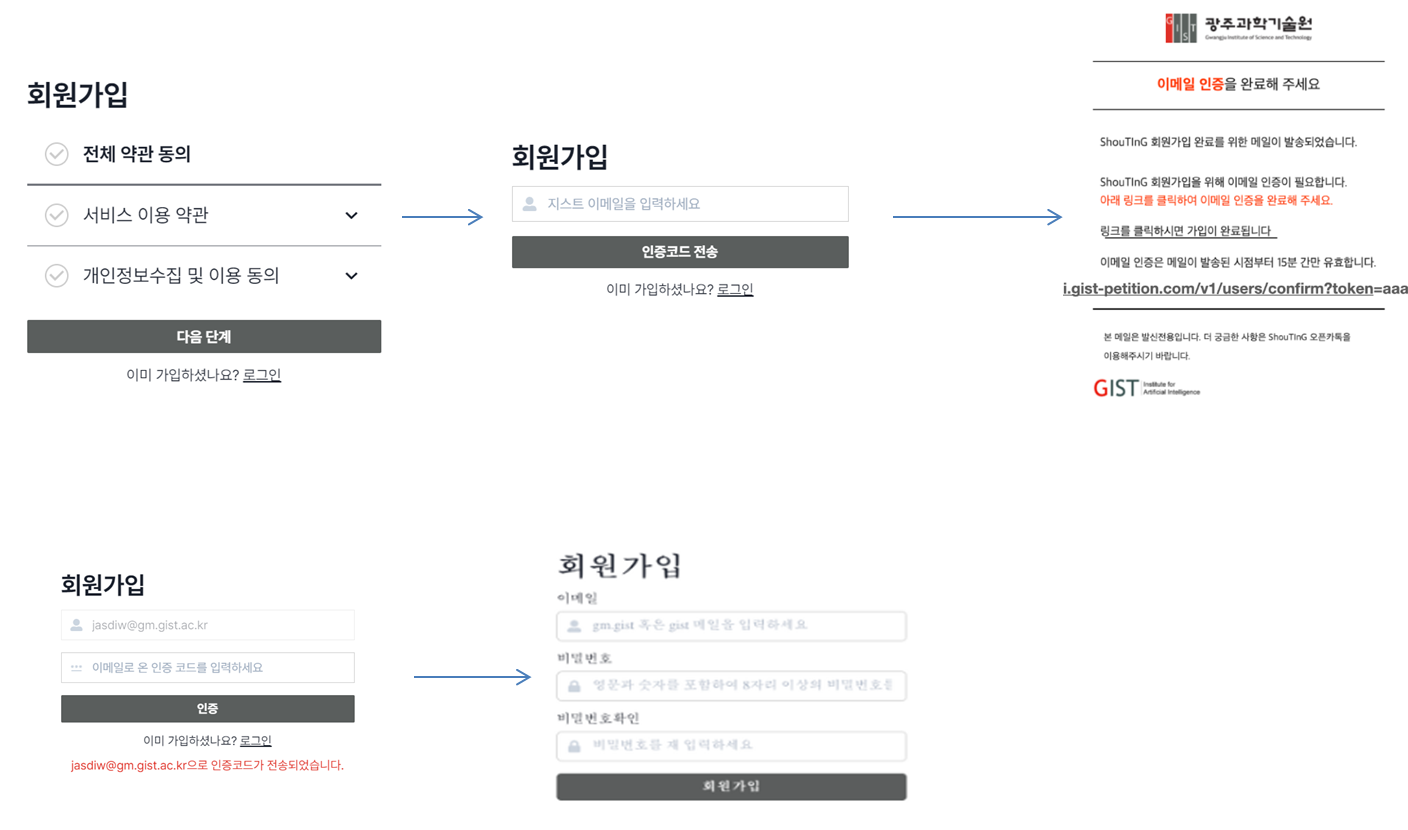 회원가입
전체 약관 동의
서비스 이용 약관
개인정보수집 및 이용 동의
다음 단계
이미 가입하셨나요? 로그인
회원가입
지스트 이메일을 입력하세요
인증코드 전송
이미 가입하셨나요? 로그인
GIST 광주과학기술원
Gwangju Institute of Science and Technology
이메일 인증을 완료해 주세요
ShouTInG 회원가입 완료를 위한 메일이 발송되었습니다.
ShouTInG 회원가입을 위해 이메일 인증이 필요합니다.
아래 링크를 클릭하여 이메일 인증을 완료해 주세요.
링크를 클릭하시면 가입이 완료됩니다
이메일 인증은 메일이 발송된 시점부터 15분 간만 유효합니다.
i.gist-petition.com/v1/users/confirm?token=aaa
본 메일은 발신전용입니다. 더 궁금한 사항은 ShouTInG 오픈카톡을
이용해주시기 바랍니다.
GIST Institute for
Artificial Intelligence
회원가입
jasdiw@gm.gist.ac.kr
이메일로 온 인증 코드를 입력하세요
인증
이미 가입하셨나요? 로그인
jasdiw@gm.gist.ac.kr으로 인증코드가 전송되었습니다.
회원가입
이메일
gm.gist 혹은 gist 메일을 입력하세요
비밀번호
영문과 숫자를 포함하여 8자리 이상의 비밀번호를
비밀번호확인
비밀번호를 재 입력하세요
회원가입